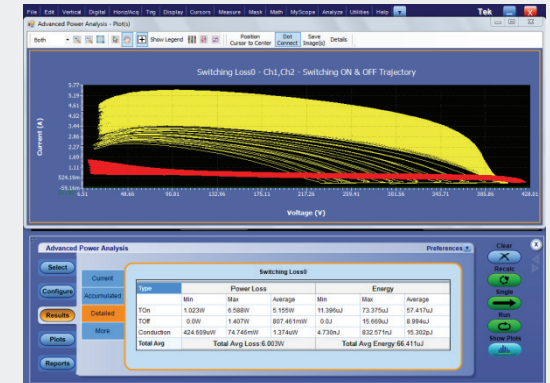 File Edit Vertical Digital Horiz/Acq Trig Display Cursors Measure Mask Math MyScope Analyze Utilities Help Tek
Advanced Power Analysis - Plot(s)
Both Show Legend Position Cursor to Center Dot Connect Save Image(s) Details
Switching Loss0 - Ch1,Ch2 - Switching ON & OFF Trajectory
Current (A)
5.77
5.19
4.61
4.02
3.44
2.86
2.27
1.69
1.11
524.19m
-59.16m
6.51 48.66 90.81 132.96 175.11 217.26 259.41 301.56 343.71 385.86 428.01
Voltage (V)
Advanced Power Analysis Preferences Clear
Select Configure Results Plots Reports
Current Accumulated Detailed More
Switching Loss0
Type Power Loss Energy
Min Max Average Min Max Average
TOn 1.023W 6.588W 5.155W 11.396uJ 73.375uJ 57.417uJ
TOff 0.0W 1.407W 807.461mW 0.0J 15.669uJ 8.994uJ
Conduction 74.746mW 1.374uW 4.730nJ 832.571nJ 15.302pJ
Total Avg Total Avg Loss:6.003W Total Avg Energy:66.411uJ
Recalc
Single
Run
Show Plots